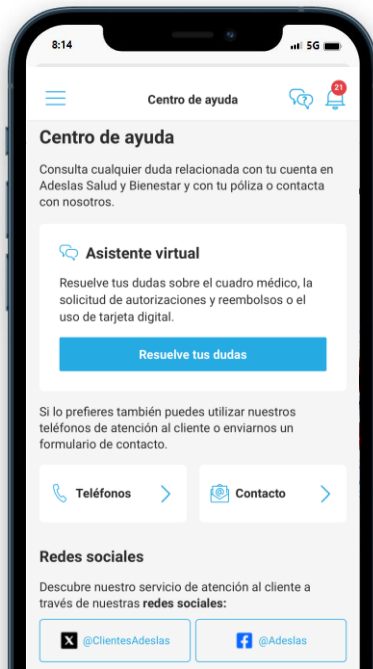 8:14
5G
Centro de ayuda
21
Centro de ayuda
Consulta cualquier duda relacionada con tu cuenta en
Adeslas Salud y Bienestar y con tu póliza o contacta
con nosotros.
Asistente virtual
Resuelve tus dudas sobre el cuadro médico, la
solicitud de autorizaciones y reembolsos o el
uso de tarjeta digital.
Resuelve tus dudas
Si lo prefieres también puedes utilizar nuestros
teléfonos de atención al cliente o enviarnos un
formulario de contacto.
Teléfonos
Contacto
Redes sociales
Descubre nuestro servicio de atención al cliente a
través de nuestras redes sociales:
@ClientesAdeslas
@Adeslas